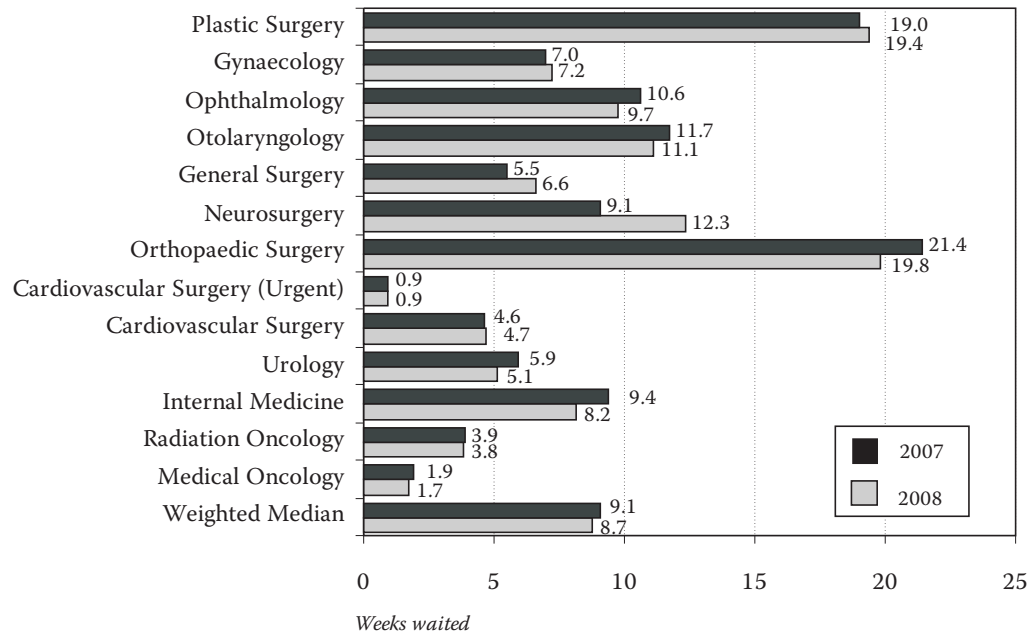 Plastic Surgery 19.0
19.4
Gynaecology 7.0
7.2
Ophthalmology 10.6
9.7
Otolaryngology 11.7
11.1
General Surgery 5.5
6.6
Neurosurgery 9.1
12.3
Orthopaedic Surgery 21.4
19.8
Cardiovascular Surgery (Urgent) 0.9
0.9
Cardiovascular Surgery 4.6
4.7
Urology 5.9
5.1
Internal Medicine 9.4
8.2
Radiation Oncology 3.9
3.8
Medical Oncology 1.9
1.7
Weighted Median 9.1
8.7
2007
2008
0 5 10 15 20 25
Weeks waited